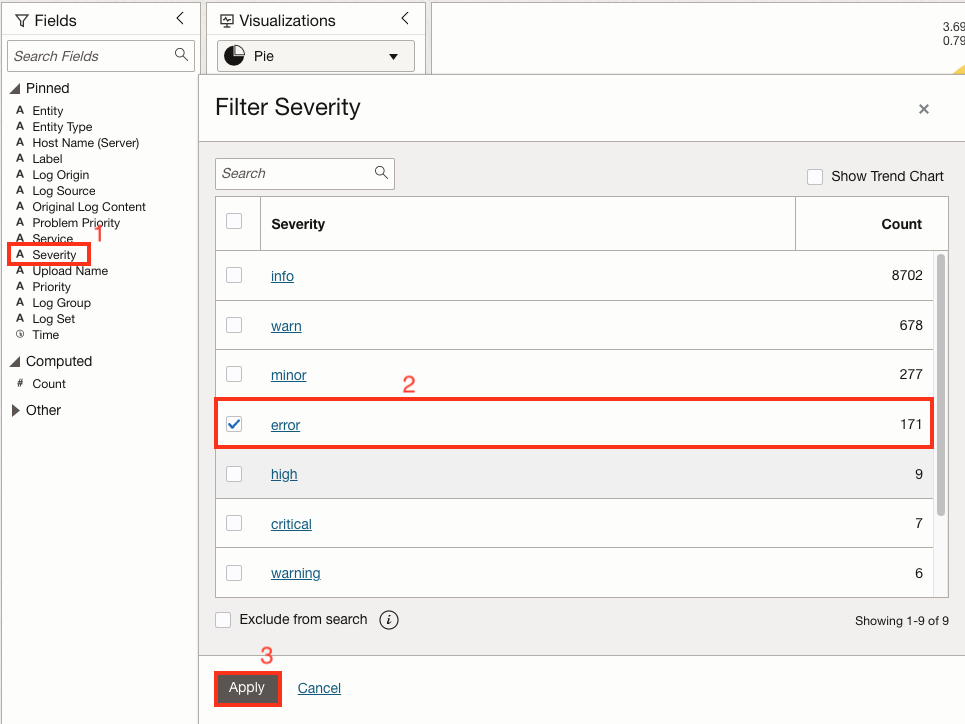 Fields
Search Fields
Pinned
A Entity
A Entity Type
A Host Name (Server)
A Label
A Log Origin
A Log Source
A Original Log Content
A Problem Priority
1
A Service
A Severity
A Upload Name
A Priority
A Log Group
A Log Set
Time
Computed
# Count
Other
Visualizations
Pie
3.69
0.79
Filter Severity
×
Search
Show Trend Chart
Severity Count
info 8702
warn 678
minor 277
2
error 171
high 9
critical 7
warning 6
Exclude from search i
Showing 1-9 of 9
3
Apply Cancel